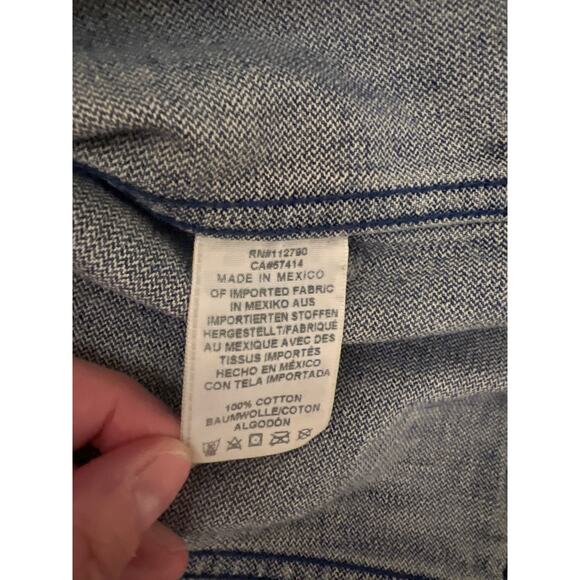 RN#112790
CA#57414
MADE IN MEXICO
OF IMPORTED FABRIC
IN MEXIKO AUS
IMPORTIERTEN STOFFEN
HERGESTELLT/FABRIQUÉ
AU MEXIQUE AVEC DES
TISSUS IMPORTÉS
HECHO EN MÉXICO
CON TELA IMPORTADA
100% COTTON
BAUMWOLLE/COTON
ALGODÓN